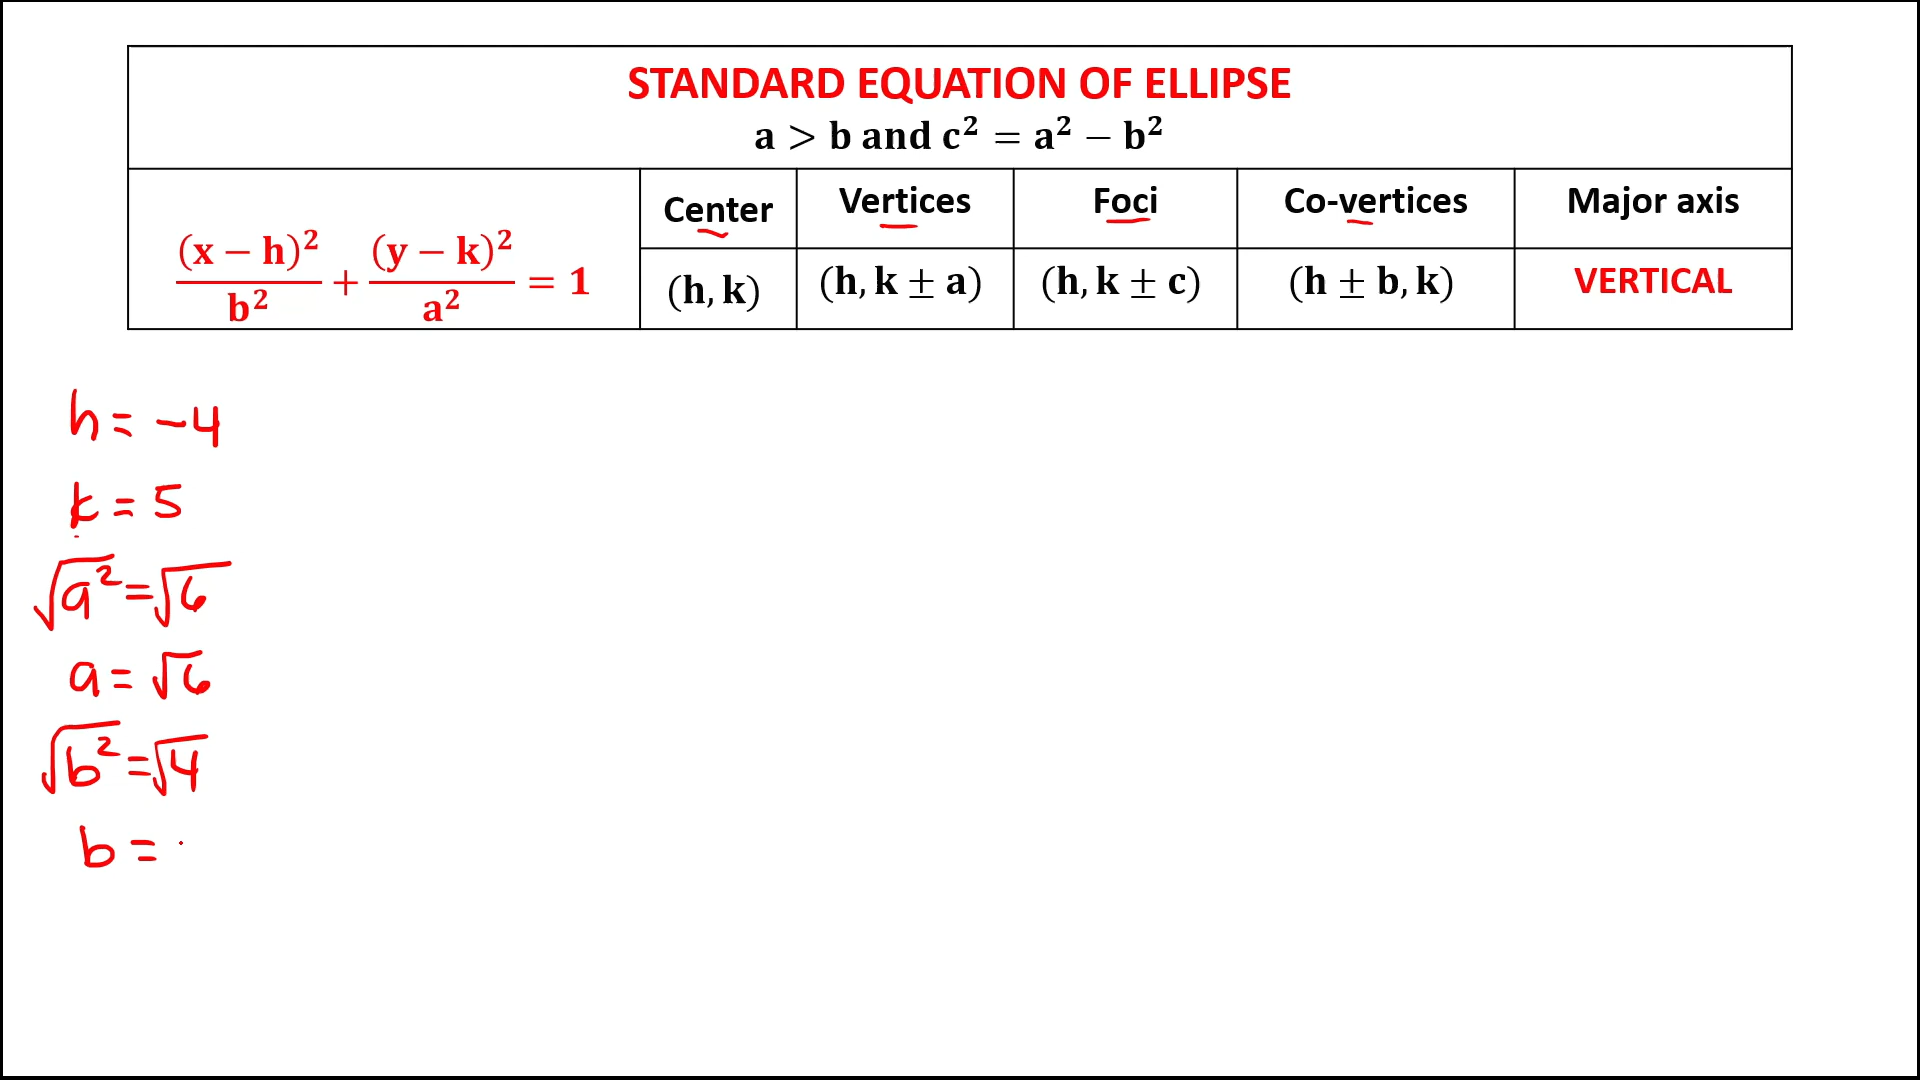 STANDARD EQUATION OF ELLIPSE
a > b and c² = a² − b²
(x − h)²/b² + (y − k)²/a² = 1
Center Vertices Foci Co-vertices Major axis
(h, k) (h, k ± a) (h, k ± c) (h ± b, k) VERTICAL
h = -4
k = 5
√a² = √6
a = √6
√b² = √4
b =